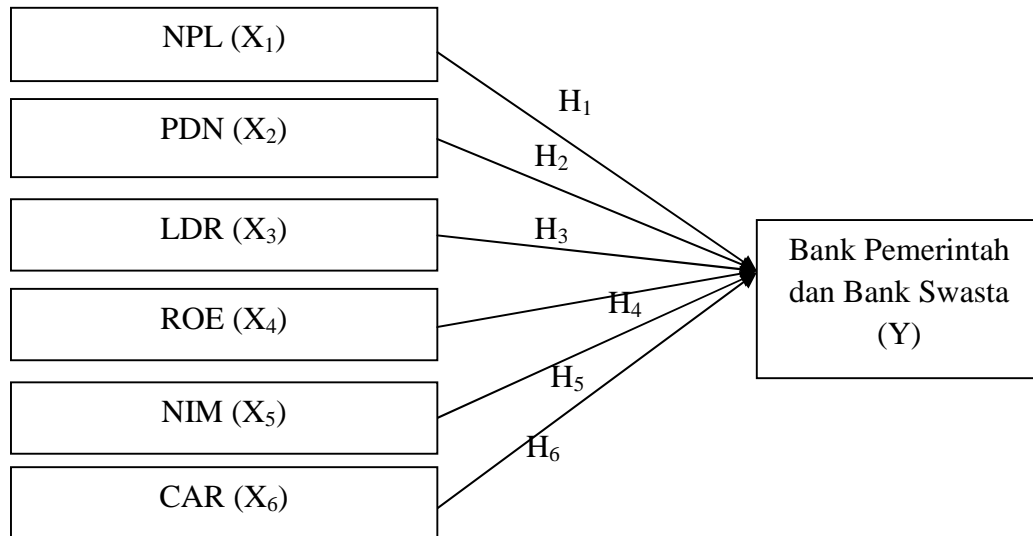 NPL (X₁)
H₁
PDN (X₂)
H₂
LDR (X₃)
H₃
Bank Pemerintah
dan Bank Swasta
(Y)
ROE (X₄)
H₄
NIM (X₅)
H₅
CAR (X₆)
H₆